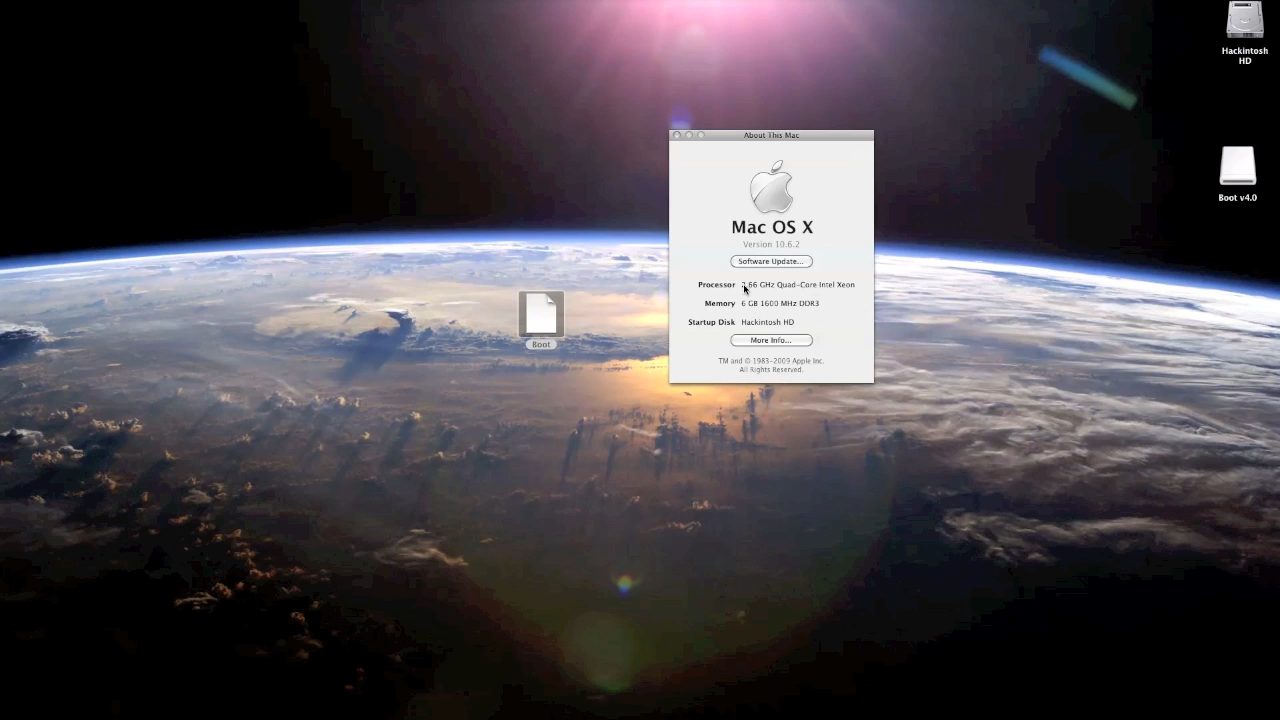 Hackintosh
HD
About This Mac
Mac OS X
Version 10.6.2
Software Update...
Boot v4.0
Processor .66 GHz Quad-Core Intel Xeon
Memory 6 GB 1600 MHz DDR3
Startup Disk Hackintosh HD
More Info...
Boot
TM and © 1983-2009 Apple Inc.
All Rights Reserved.